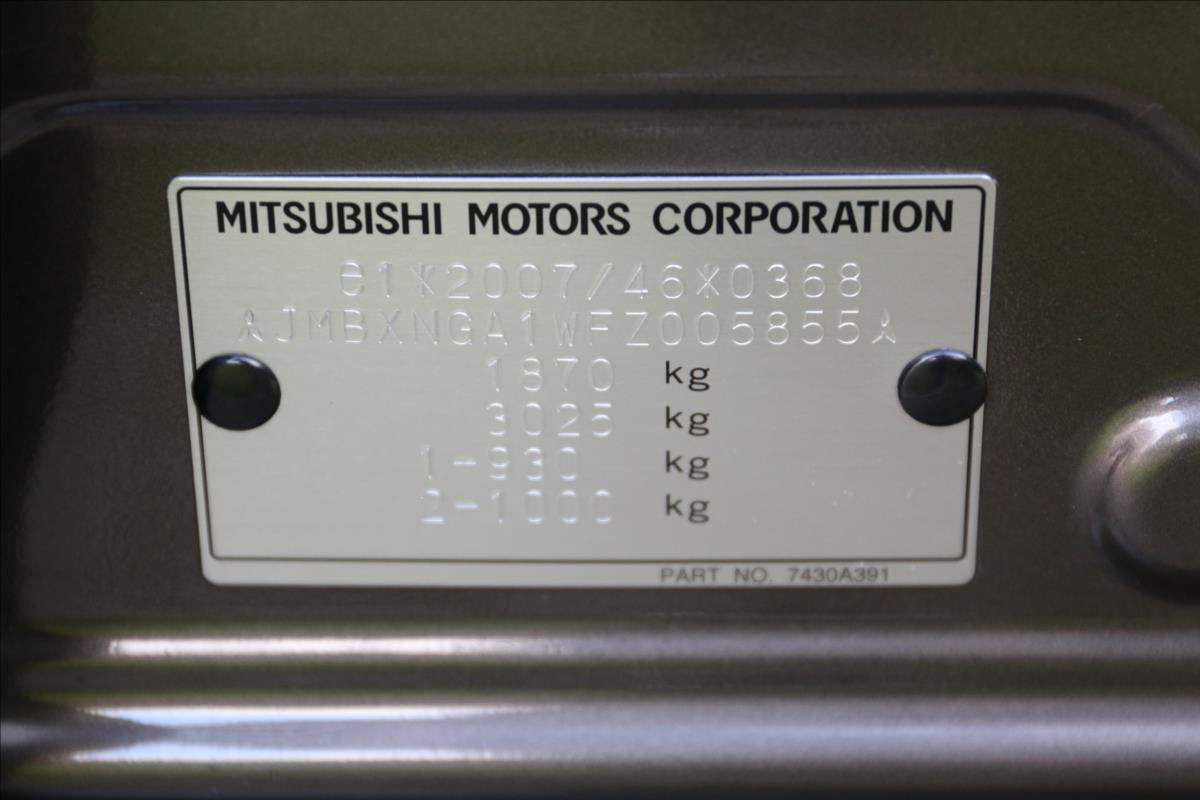 MITSUBISHI MOTORS CORPORATION
e1*2007/46*0368
JMBXNGA1WFZ005855
1870 kg
3025 kg
1-930 kg
2-1000 kg
PART NO. 7430A391